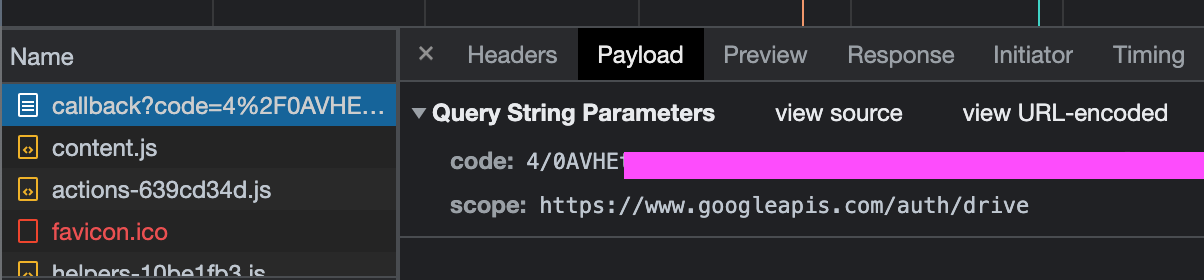 Name
Headers Payload Preview Response Initiator Timing
callback?code=4%2F0AVHE…
Query String Parameters view source view URL-encoded
content.js
code: 4/0AVHE
actions-639cd34d.js
scope: https://www.googleapis.com/auth/drive
favicon.ico
helpers-10be1fb3.js